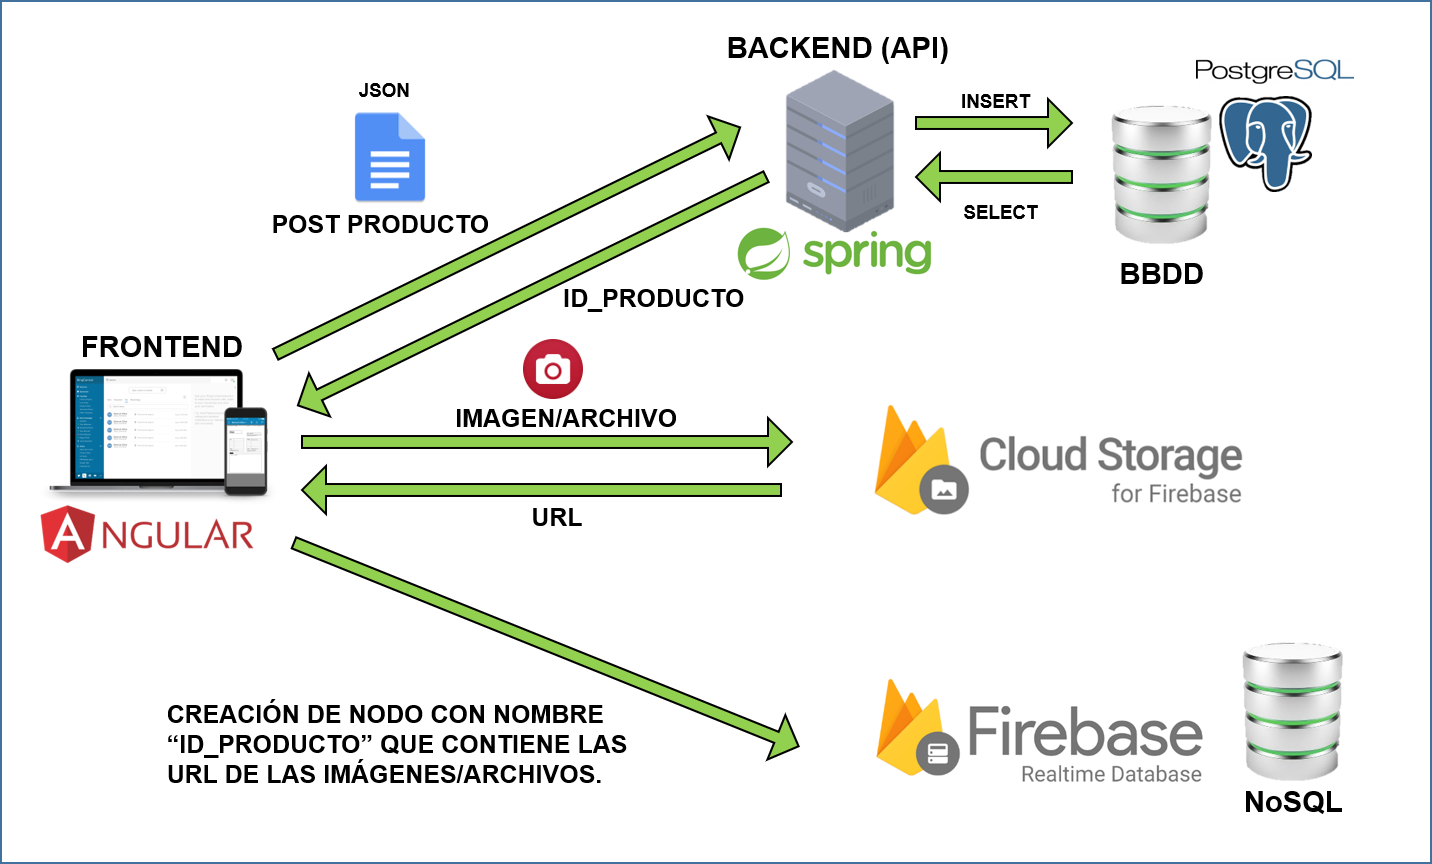 BACKEND (API)
PostgreSQL
JSON
INSERT
POST PRODUCTO
SELECT
spring
BBDD
ID_PRODUCTO
FRONTEND
IMAGEN/ARCHIVO
Cloud Storage
for Firebase
URL
ANGULAR
CREACIÓN DE NODO CON NOMBRE
“ID_PRODUCTO” QUE CONTIENE LAS
URL DE LAS IMÁGENES/ARCHIVOS.
Firebase
Realtime Database
NoSQL